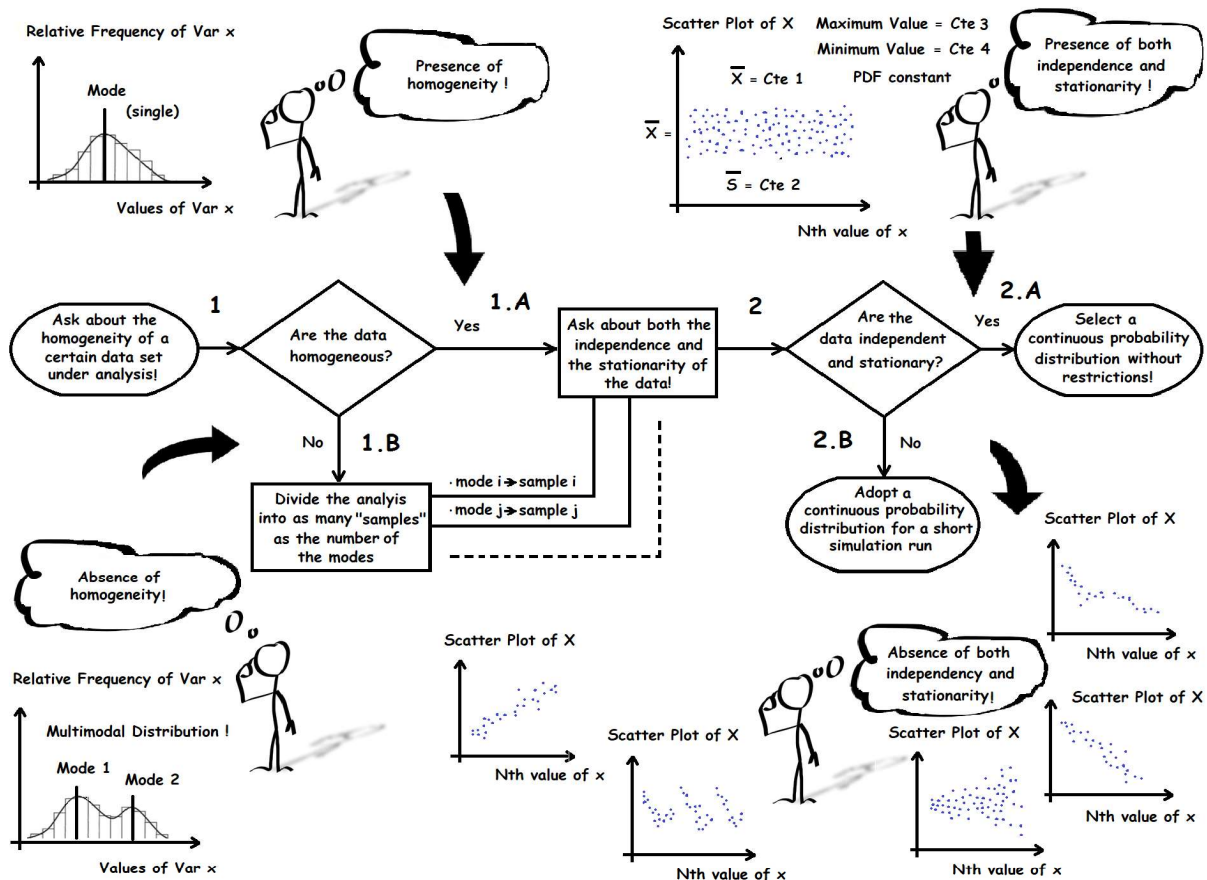 Relative Frequency of Var x
Mode
(single)
Values of Var x
Presence of
homogeneity !
Scatter Plot of X
Maximum Value = Cte 3
Minimum Value = Cte 4
X = Cte 1
PDF constant
X =
S = Cte 2
Nth value of x
Presence of both
independence and
stationarity !
1
1.A
2
2.A
Ask about the
homogeneity of a
certain data set
under analysis!
Are the data
homogeneous?
Yes
Ask about both the
independence and
the stationarity of
the data!
Are the
data independent
and stationary?
Yes
Select a
continuous probability
distribution without
restrictions!
No
1.B
2.B
No
Divide the analyis
into as many "samples"
as the number of
the modes
· mode i → sample i
· mode j → sample j
Adopt a
continuous probability
distribution for a short
simulation run
Absence of
homogeneity!
Relative Frequency of Var x
Multimodal Distribution !
Mode 1
Mode 2
Values of Var x
Scatter Plot of X
Nth value of x
Scatter Plot of X
Nth value of x
Absence of both
independency and
stationarity!
Scatter Plot of X
Nth value of x
Scatter Plot of X
Nth value of x
Scatter Plot of X
Nth value of x